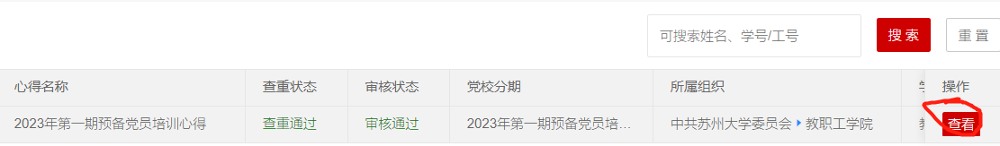 可搜索姓名、学号/工号 搜 索 重 置
心得名称 查重状态 审核状态 党校分期 所属组织 操作
2023年第一期预备党员培训心得 查重通过 审核通过 2023年第一期预备党员培... 中共苏州大学委员会 教职工学院 查看